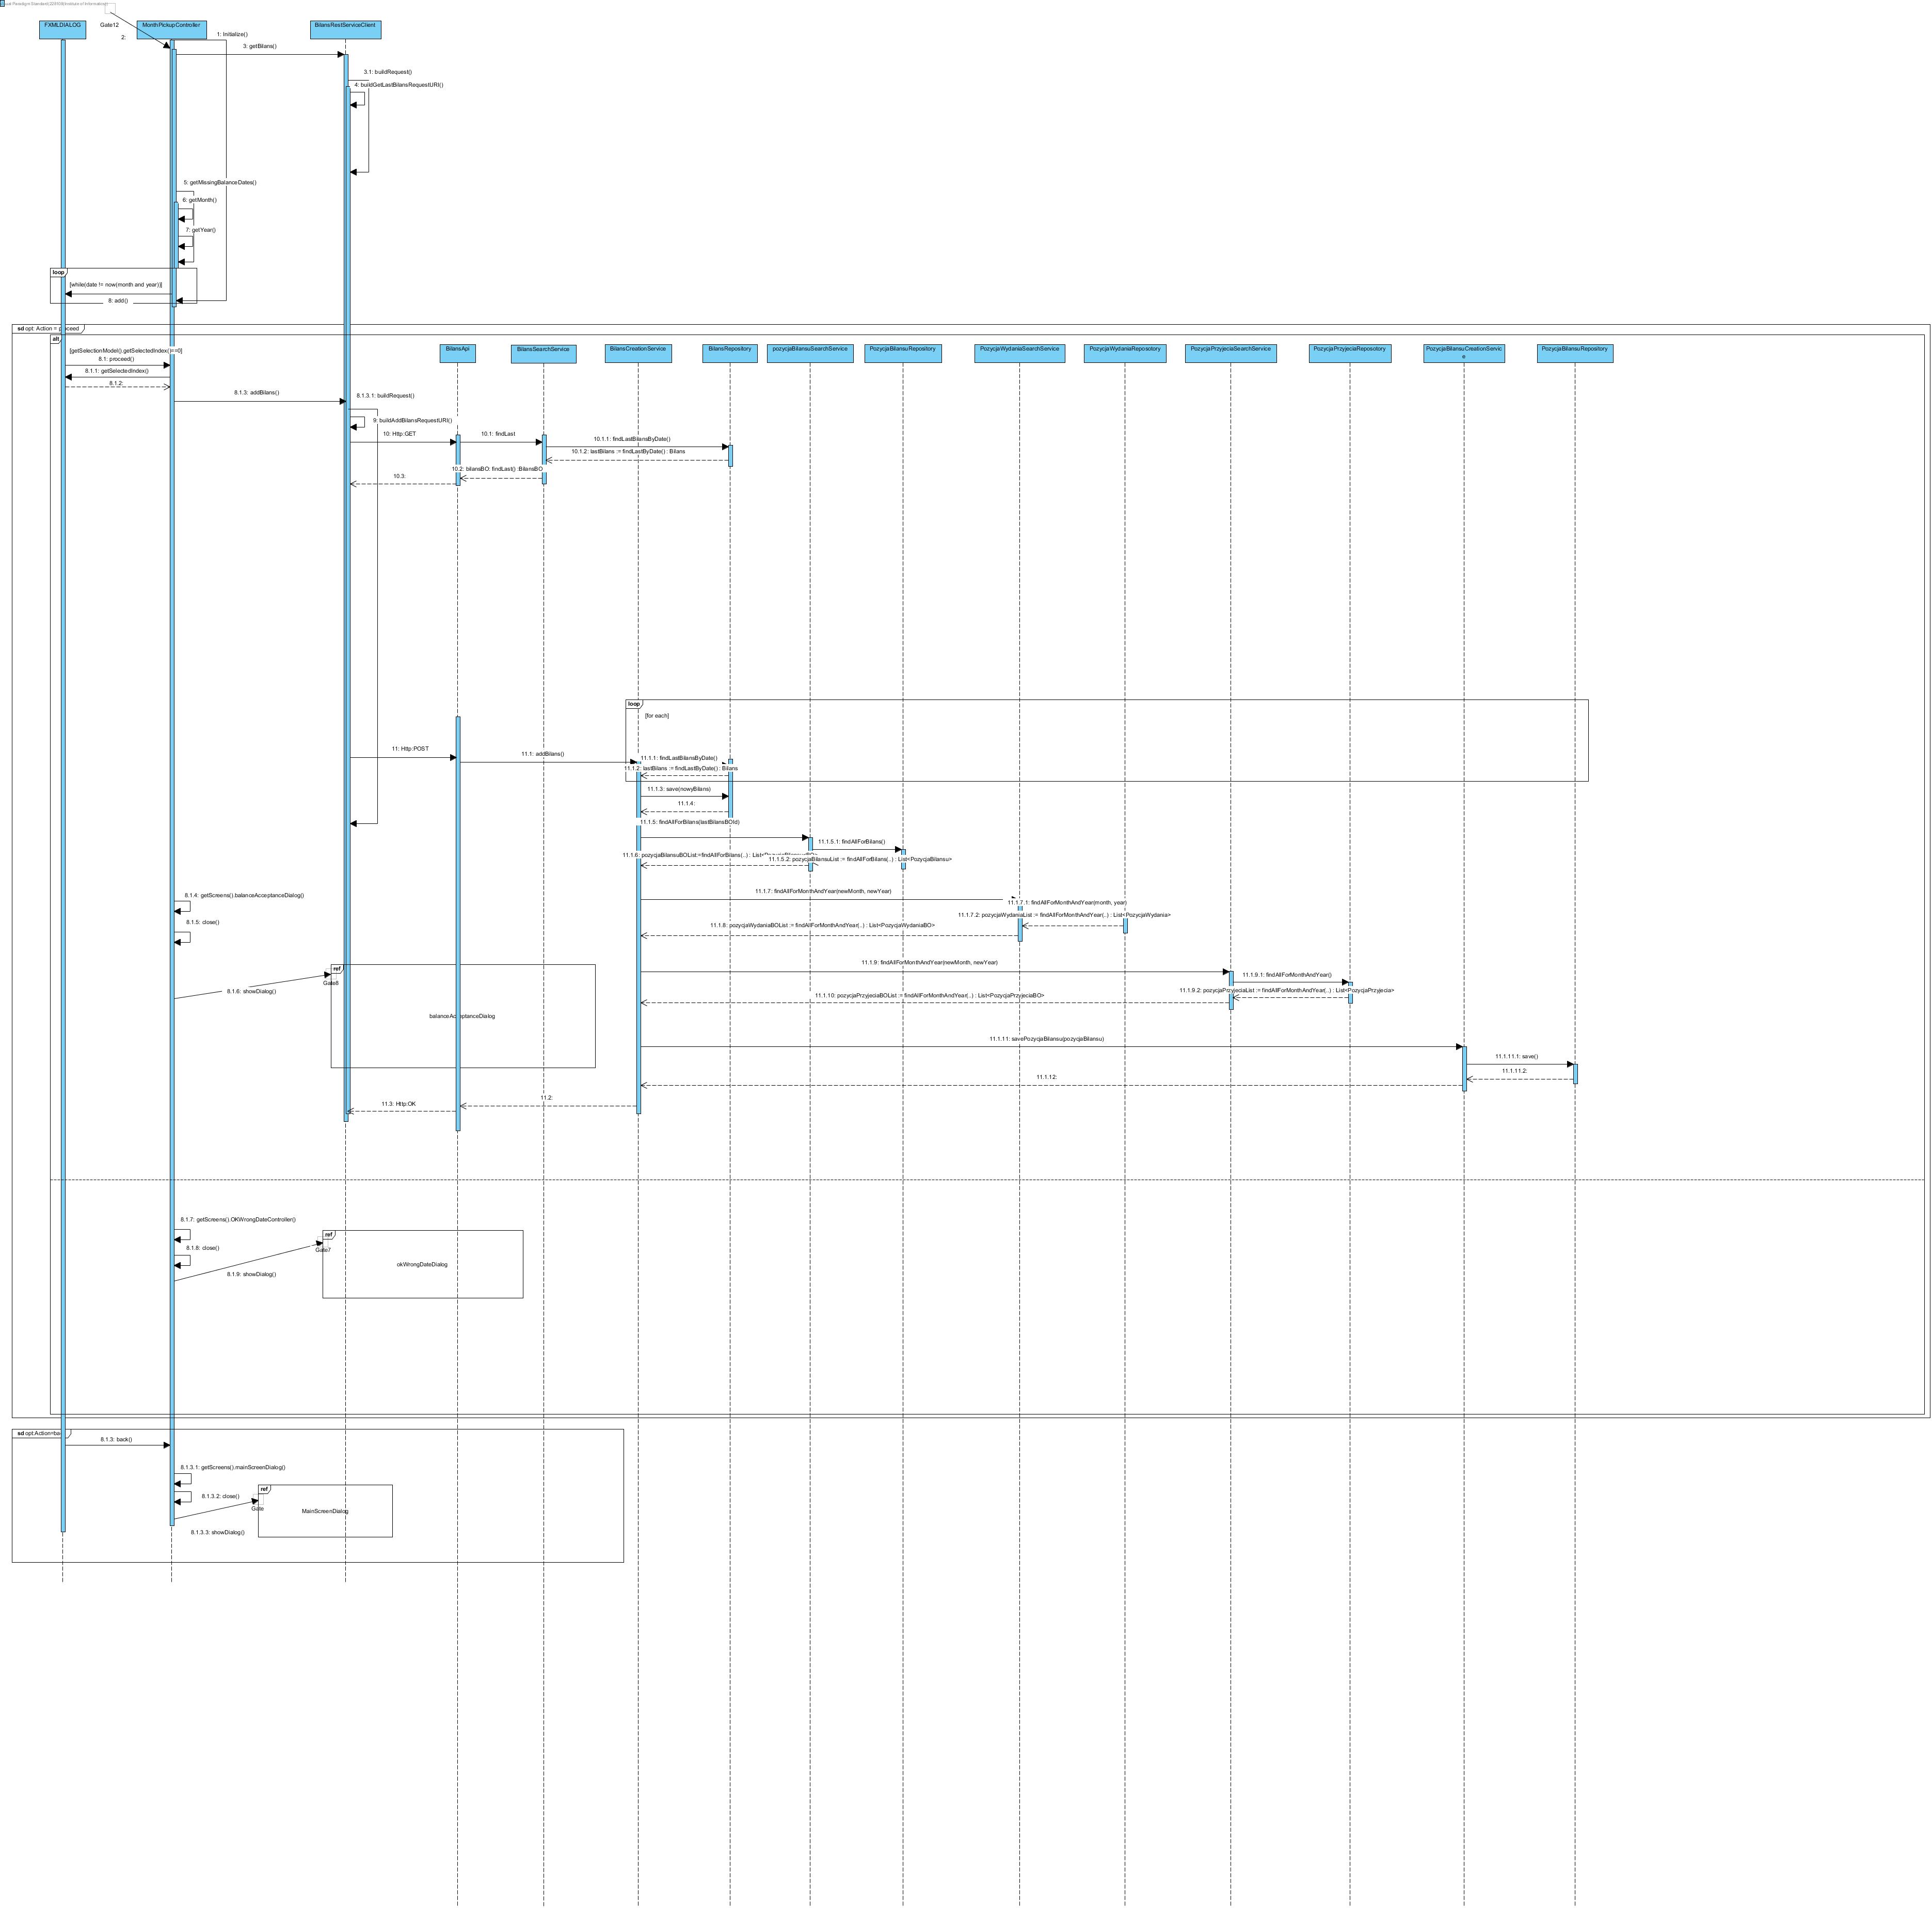 Visual Paradigm Standard(220908(Institute of Information))
Gate12
FXMLDIALOG
MonthPickupController
BilansRestServiceClient
1: Initialize()
2:
3: getBilans()
3.1: buildRequest()
4: buildGetLastBilansRequestURI()
5: getMissingBalanceDates()
6: getMonth()
7: getYear()
loop
[while(date != now(month and year)]
8: add()
sd opt: Action = proceed
alt
[getSelectionModel().getSelectedIndex()==0]
8.1: proceed()
8.1.1: getSelectedIndex()
8.1.2:
8.1.3: addBilans()
8.1.3.1: buildRequest()
BilansApi
BilansSearchService
BilansCreationService
BilansRepository
pozycjaBilansuSearchService
PozycjaBilansuRepository
PozycjaWydaniaSearchService
PozycjaWydaniaReposotory
PozycjaPrzyjeciaSearchService
PozycjaPrzyjeciaRepository
PozycjaBilansuCreationServic
e
PozycjaBilansuRepository
9: buildAddBilansRequestURI()
10: Http:GET
10.1: findLast
10.1.1: findLastBilansByDate()
10.1.2: lastBilans := findLastByDate() : Bilans
10.2: bilansBO: findLast() :BilansBO
10.3:
loop
[for each]
11: Http:POST
11.1: addBilans()
11.1.1: findLastBilansByDate()
11.1.2: lastBilans := findLastByDate() : Bilans
11.1.3: save(nowyBilans)
11.1.4:
11.1.5: findAllForBilans(lastBilansBOId)
11.1.5.1: findAllForBilans()
11.1.6: pozycjaBilansuBOList:=findAllForBilans(..) : List<PozycjaBilansuBO>
11.1.5.2: pozycjaBilansuList := findAllForBilans(..) : List<PozycjaBilansu>
11.1.7: findAllForMonthAndYear(newMonth, newYear)
11.1.7.1: findAllForMonthAndYear(month, year)
11.1.7.2: pozycjaWydaniaList := findAllForMonthAndYear(..) : List<PozycjaWydania>
11.1.8: pozycjaWydaniaBOList := findAllForMonthAndYear(..) : List<PozycjaWydaniaBO>
8.1.4: getScreens().balanceAcceptanceDialog()
8.1.5: close()
11.1.9: findAllForMonthAndYear(newMonth, newYear)
11.1.9.1: findAllForMonthAndYear()
11.1.9.2: pozycjaPrzyjeciaList := findAllForMonthAndYear(..) : List<PozycjaPrzyjecia>
11.1.10: pozycjaPrzyjeciaBOList := findAllForMonthAndYear(..) : List<PozycjaPrzyjeciaBO>
ref
Gate8
8.1.6: showDialog()
balanceAcceptanceDialog
11.1.11: savePozycjaBilansu(pozycjaBilansu)
11.1.11.1: save()
11.1.11.2:
11.1.12:
11.2:
11.3: Http:OK
8.1.7: getScreens().OKWrongDateController()
8.1.8: close()
8.1.9: showDialog()
ref
Gate7
okWrongDateDialog
sd opt:Action=back
8.1.3: back()
8.1.3.1: getScreens().mainScreenDialog()
8.1.3.2: close()
8.1.3.3: showDialog()
ref
Gate
MainScreenDialog